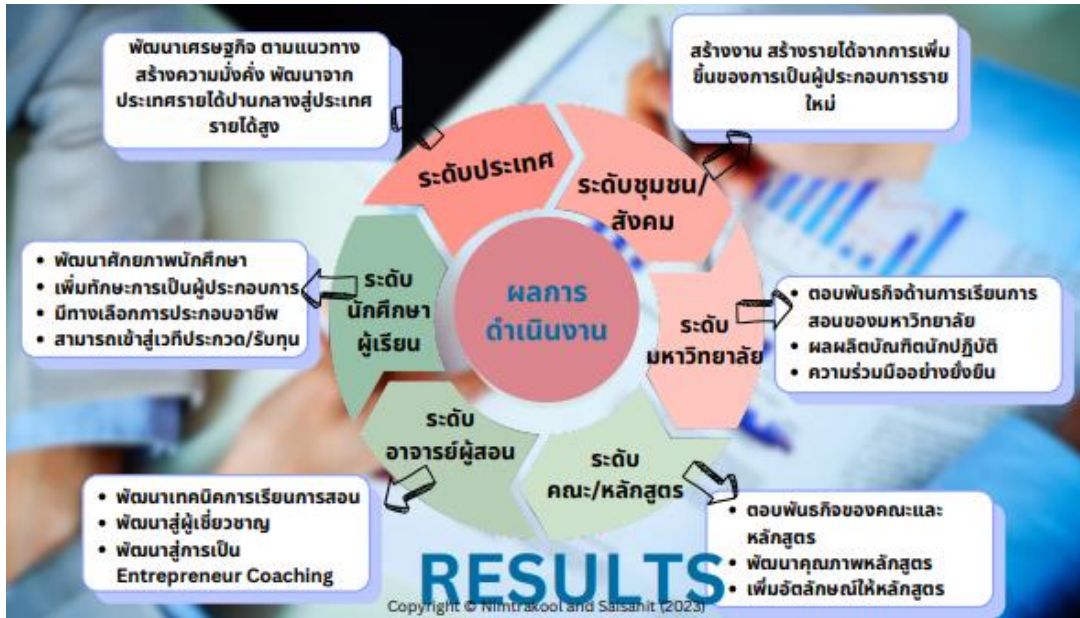 พัฒนาเศรษฐกิจ ตามแนวทาง
สร้างความมั่งคั่ง พัฒนาจาก
ประเทศรายได้ปานกลางสู่ประเทศ
รายได้สูง
สร้างงาน สร้างรายได้จากการเพิ่ม
ขึ้นของการเป็นผู้ประกอบการราย
ใหม่
ระดับประเทศ
ระดับชุมชน/
สังคม
• พัฒนาศักยภาพนักศึกษา
• เพิ่มทักษะการเป็นผู้ประกอบการ
• มีทางเลือกการประกอบอาชีพ
• สามารถเข้าสู่เวทีประกวด/รับทุน
ระดับ
นักศึกษา
ผู้เรียน
ผลการ
ดำเนินงาน
ระดับ
มหาวิทยาลัย
• ตอบพันธกิจด้านการเรียนการ
สอนของมหาวิทยาลัย
• ผลผลิตบัณฑิตนักปฏิบัติ
• ความร่วมมืออย่างยั่งยืน
ระดับ
อาจารย์ผู้สอน
ระดับ
คณะ/หลักสูตร
• พัฒนาเทคนิคการเรียนการสอน
• พัฒนาสู่ผู้เชี่ยวชาญ
• พัฒนาสู่การเป็น
Entrepreneur Coaching
• ตอบพันธกิจของคณะและ
หลักสูตร
• พัฒนาคุณภาพหลักสูตร
• เพิ่มอัตลักษณ์ให้หลักสูตร
RESULTS
Copyright © Nimtrakool and Saisahit (2023)